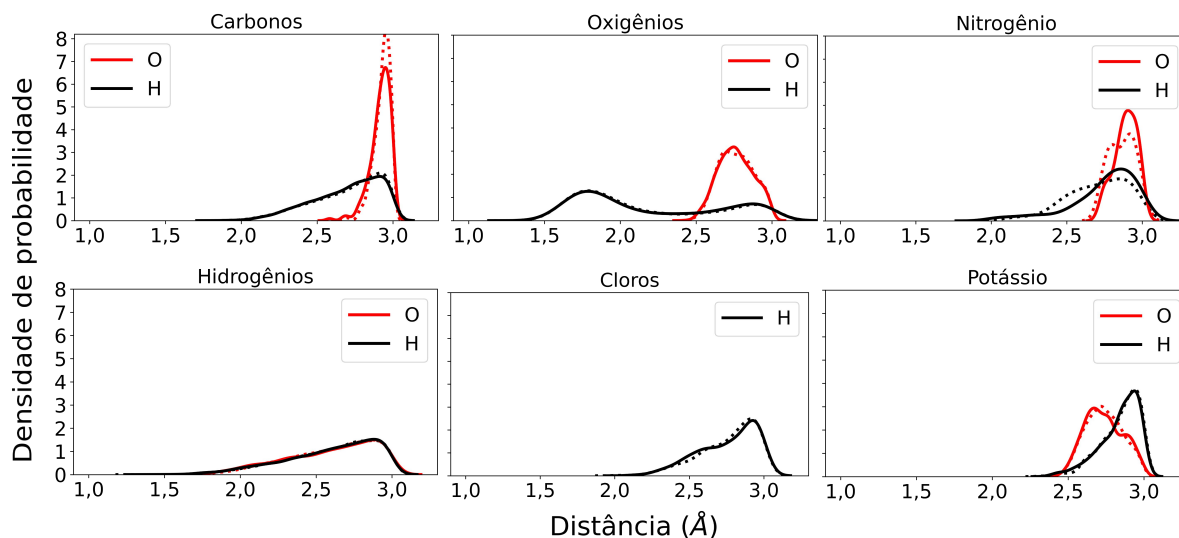 Carbonos
Oxigênios
Nitrogênio
8
7
6
5
4
3
2
1
0
O
H
O
H
O
H
1,0 1,5 2,0 2,5 3,0
1,0 1,5 2,0 2,5 3,0
1,0 1,5 2,0 2,5 3,0
Densidade de probabilidade
Hidrogênios
Cloros
Potássio
8
7
6
5
4
3
2
1
0
O
H
H
O
H
1,0 1,5 2,0 2,5 3,0
1,0 1,5 2,0 2,5 3,0
1,0 1,5 2,0 2,5 3,0
Distância (Å)